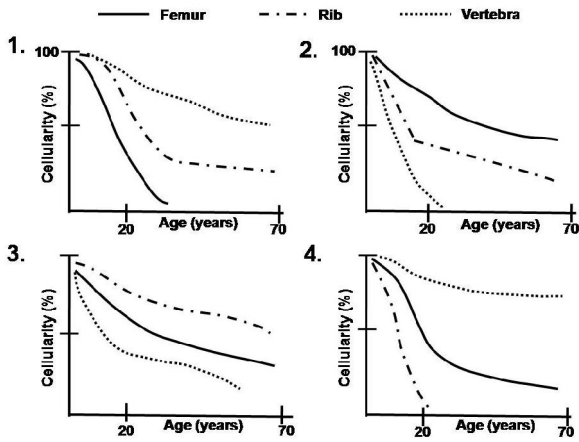 Femur Rib Vertebra
1.
100
Cellularity (%)
20 Age (years) 70
2.
100
Cellularity (%)
20 Age (years) 70
3.
Cellularity (%)
20 Age (years) 70
4.
Cellularity (%)
20 Age (years) 70